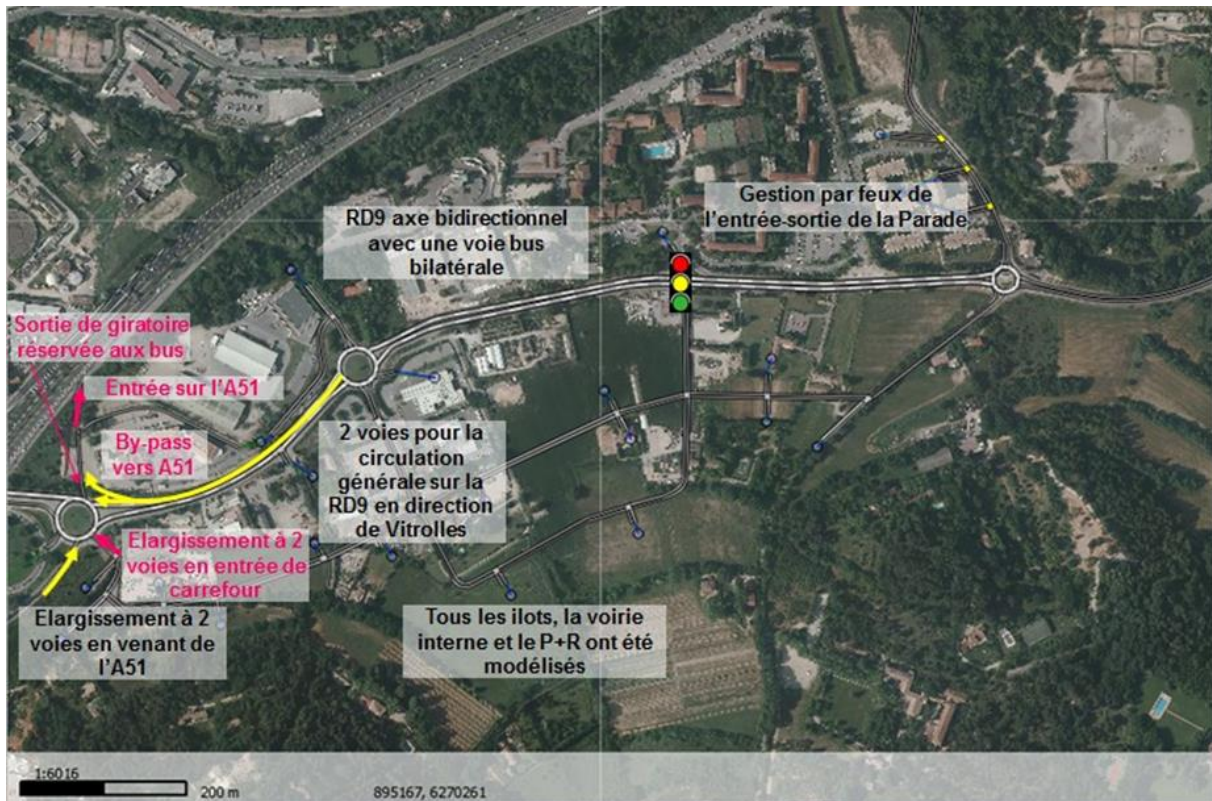 Gestion par feux de
l'entrée-sortie de la Parade
RD9 axe bidirectionnel
avec une voie bus
bilatérale
Sortie de giratoire
réservée aux bus
Entrée sur l'A51
By-pass
vers A51
2 voies pour la
circulation
générale sur la
RD9 en direction
de Vitrolles
Elargissement à 2
voies en entrée de
carrefour
Elargissement à 2
voies en venant de
l'A51
Tous les ilots, la voirie
interne et le P+R ont été
modélisés
1:6016
200 m
895167, 6270261